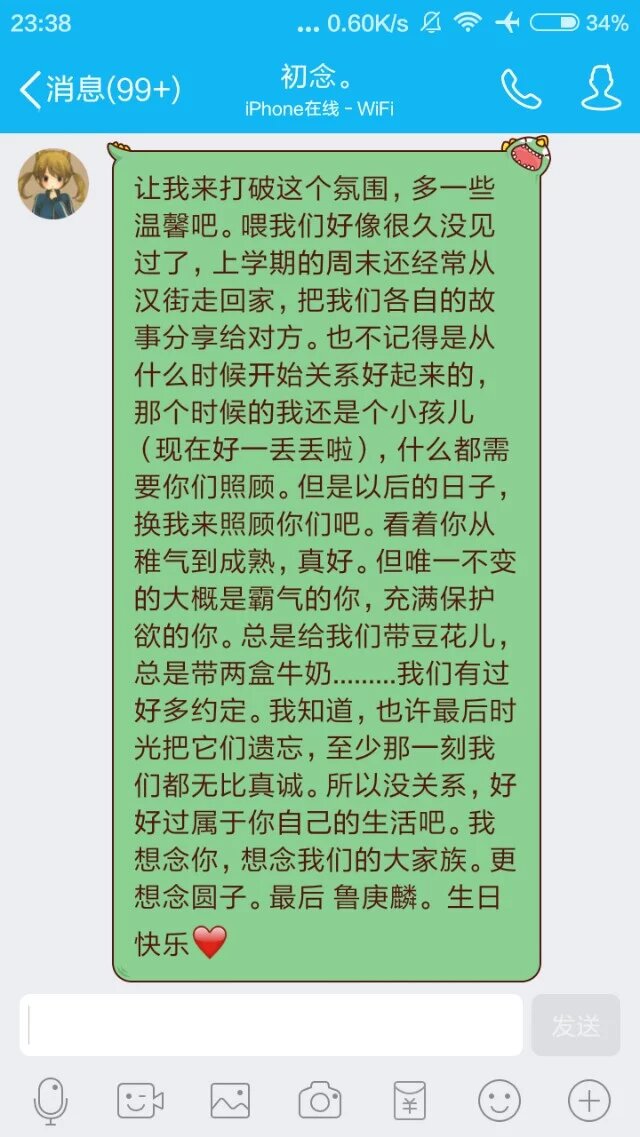 23:38
... 0.60K/s
34%
消息(99+)
初念。
iPhone在线 - WiFi
让我来打破这个氛围，多一些
温馨吧。喂我们好像很久没见
过了，上学期的周末还经常从
汉街走回家，把我们各自的故
事分享给对方。也不记得是从
什么时候开始关系好起来的，
那个时候的我还是个小孩儿
（现在好一丢丢啦），什么都需
要你们照顾。但是以后的日子，
换我来照顾你们吧。看着你从
稚气到成熟，真好。但唯一不变
的大概是霸气的你，充满保护
欲的你。总是给我们带豆花儿，
总是带两盒牛奶.........我们有过
好多约定。我知道，也许最后时
光把它们遗忘，至少那一刻我
们都无比真诚。所以没关系，好
好过属于你自己的生活吧。我
想念你，想念我们的大家族。更
想念圆子。最后 鲁庚麟。生日
快乐❤️
发送